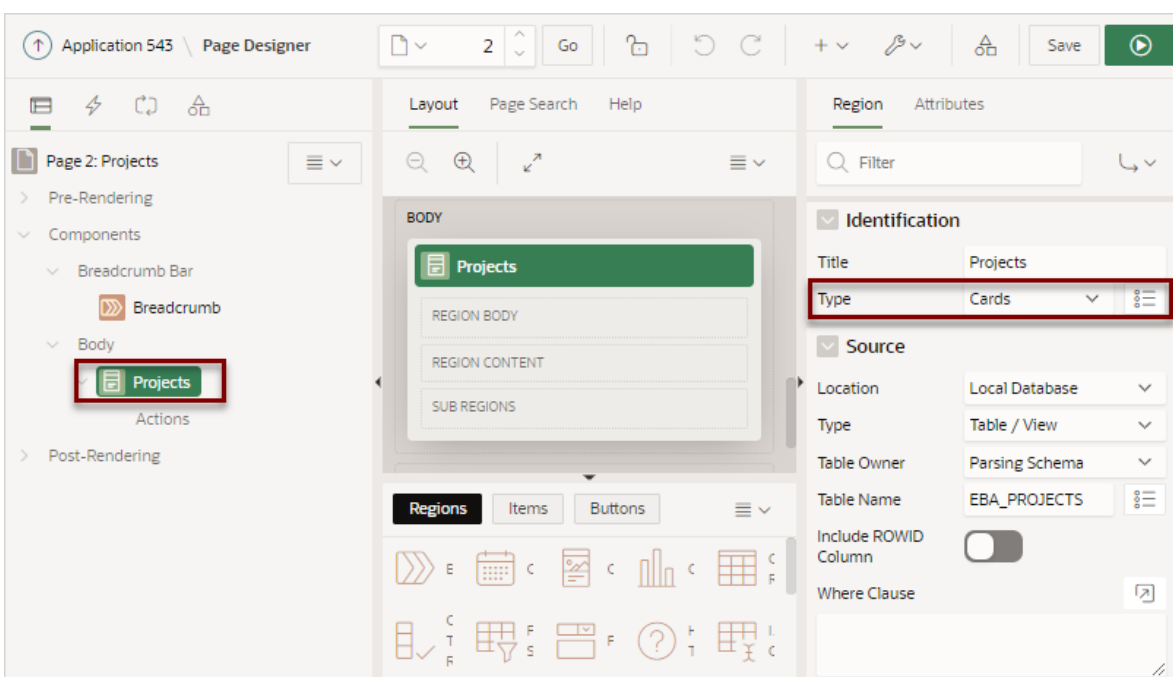 Application 543 \ Page Designer
2
Go
Save
Page 2: Projects
Pre-Rendering
Components
Breadcrumb Bar
Breadcrumb
Body
Projects
Actions
Post-Rendering
Layout Page Search Help
BODY
Projects
REGION BODY
REGION CONTENT
SUB REGIONS
Regions Items Buttons
E C C C C
F
C F F H I.
T S T C
R
Region Attributes
Filter
Identification
Title Projects
Type Cards
Source
Location Local Database
Type Table / View
Table Owner Parsing Schema
Table Name EBA_PROJECTS
Include ROWID
Column
Where Clause